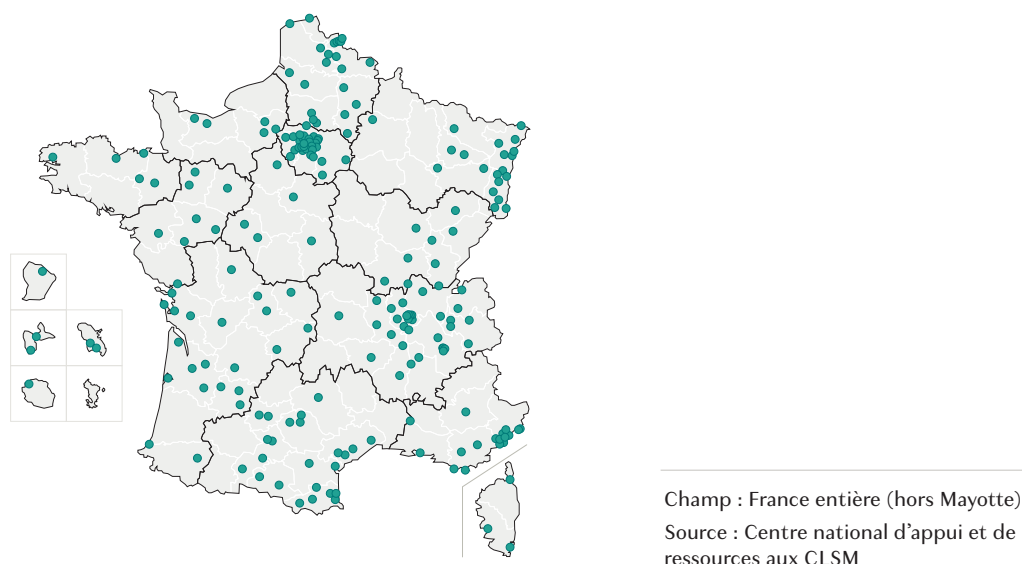 Champ : France entière (hors Mayotte)
Source : Centre national d'appui et de
ressources aux CLSM